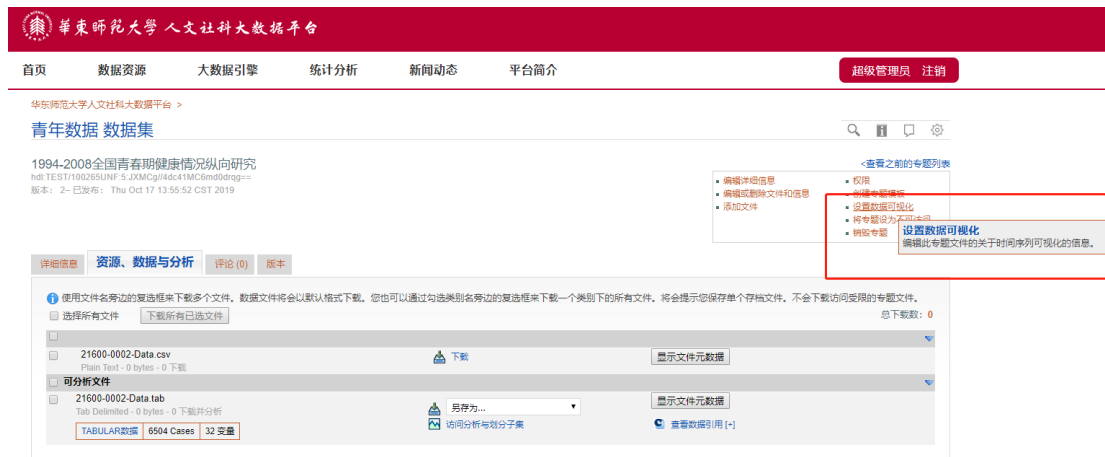 華東師範大學 人文社科大数据平台
首页 数据资源 大数据引擎 统计分析 新闻动态 平台简介 超级管理员 注销
华东师范大学人文社科大数据平台 >
青年数据 数据集
1994-2008全国青春期健康情况纵向研究
<查看之前的专题列表
hdl:TEST/100265UNF:5:JXMCg//4dc41MC6md0drqg==
版本: 2– 已发布: Thu Oct 17 13:55:52 CST 2019
编辑详细信息
编辑或删除文件和信息
添加文件
权限
创建专题模板
设置数据可视化
将专题设为不可访问
销毁专题
设置数据可视化
编辑此专题文件的关于时间序列可视化的信息。
详细信息 资源、数据与分析 评论 (0) 版本
使用文件名旁边的复选框来下载多个文件。数据文件将会以默认格式下载。您也可以通过勾选类别名旁边的复选框来下载一个类别下的所有文件。将会提示您保存单个存档文件。不会下载访问受限的专题文件。
选择所有文件 下载所有已选文件 总下载数: 0
21600-0002-Data.csv 下载 显示文件元数据
Plain Text - 0 bytes - 0 下载
可分析文件
21600-0002-Data.tab 另存为... 显示文件元数据
Tab Delimited - 0 bytes - 0 下载并分析
访问分析与划分子集 查看数据引用 [+]
TABULAR数据 6504 Cases 32 变量